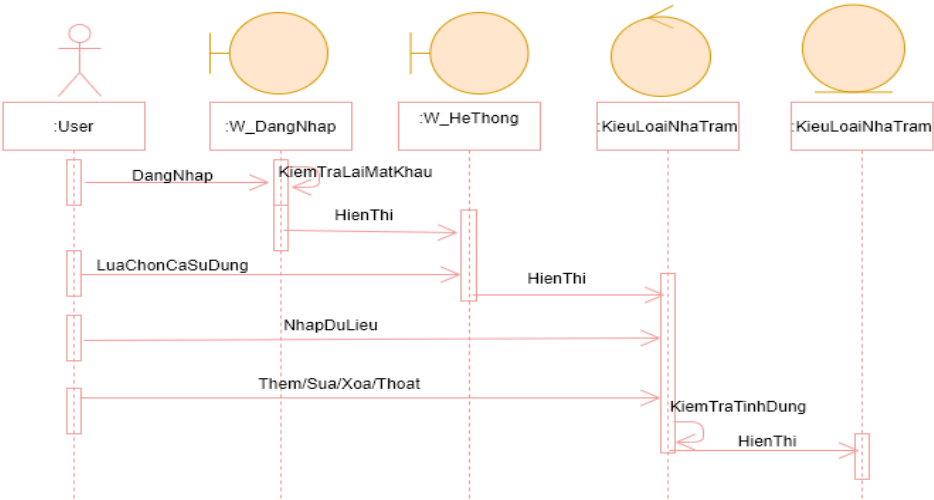 :User
:W_DangNhap
:W_HeThong
:KieuLoaiNhaTram
:KieuLoaiNhaTram
DangNhap
KiemTraLaiMatKhau
HienThi
LuaChonCaSuDung
HienThi
NhapDuLieu
Them/Sua/Xoa/Thoat
KiemTraTinhDung
HienThi